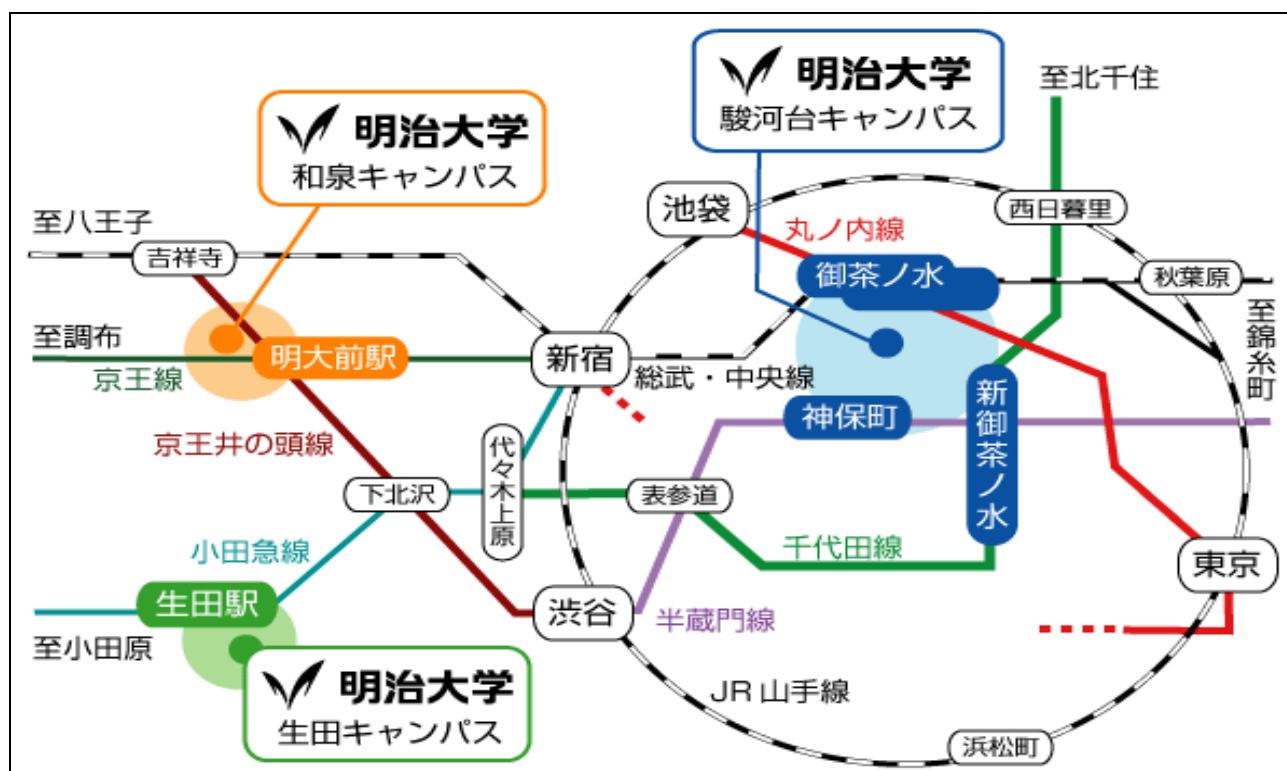 明治大学
駿河台キャンパス
至北千住
明治大学
和泉キャンパス
池袋
西日暮里
至八王子
丸ノ内線
吉祥寺
御茶ノ水
秋葉原
至調布
明大前駅
新宿
至錦糸町
京王線
総武・中央線
新御茶ノ水
神保町
京王井の頭線
代々木上原
下北沢
表参道
小田急線
千代田線
東京
生田駅
渋谷
半蔵門線
至小田原
明治大学
生田キャンパス
JR 山手線
浜松町